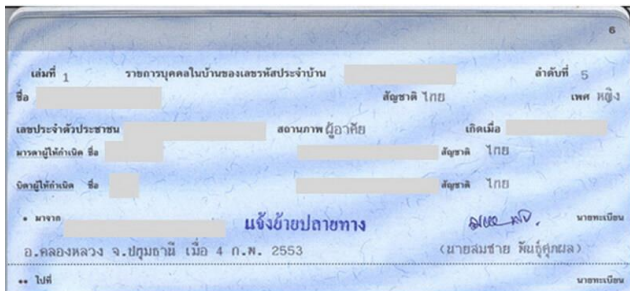 6
เล่มที่ 1 รายการบุคคลในบ้านของเลขรหัสประจำบ้าน ลำดับที่ 5
ชื่อ สัญชาติ ไทย เพศ หญิง
เลขประจำตัวประชาชน สถานภาพ ผู้อาศัย เกิดเมื่อ
มารดาผู้ให้กำเนิด ชื่อ สัญชาติ ไทย
บิดาผู้ให้กำเนิด ชื่อ สัญชาติ ไทย
* มาจาก แจ้งย้ายปลายทาง นายทะเบียน
อ.คลองหลวง จ.ปทุมธานี เมื่อ 4 ก.พ. 2553 (นายสมชาย พันธุ์ศุภผล)
** ไปที่ นายทะเบียน